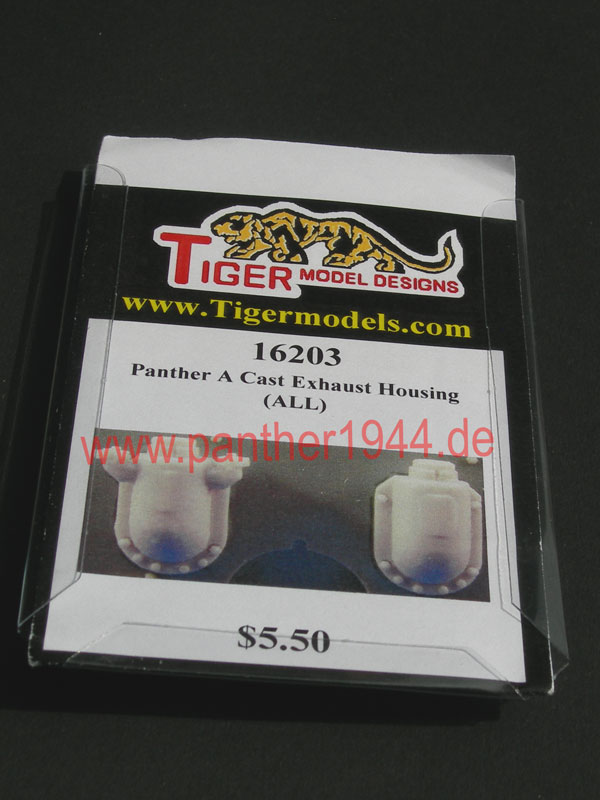 TIGER MODEL DESIGNS
www.Tigermodels.com
16203
Panther A Cast Exhaust Housing
(ALL)
www.panther1944.de
$5.50